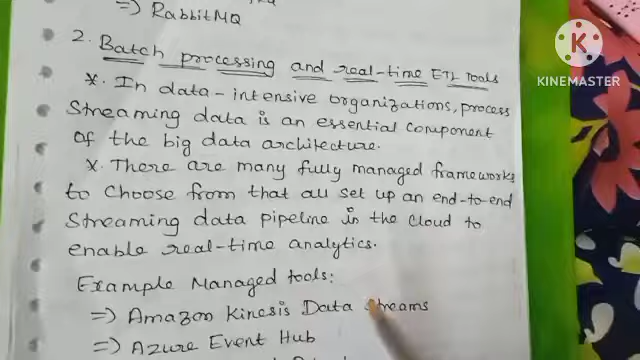 =) RabbitMQ
2. Batch processing and real-time ETL Tools
*. In data-intensive organizations, process
Streaming data is an essential component
of the big data architecture.
*. There are many fully managed frameworks
to choose from that all set up an end-to-end
Streaming data pipeline in the cloud to
enable real-time analytics.
Example Managed tools:
=) Amazon Kinesis Data Streams
=) Azure Event Hub
KINEMASTER